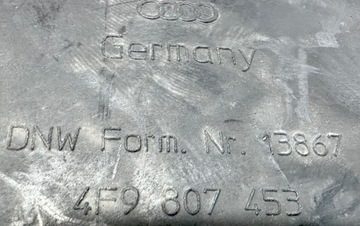 Germany
DNW Form. Nr. 13867
4F9 807 453